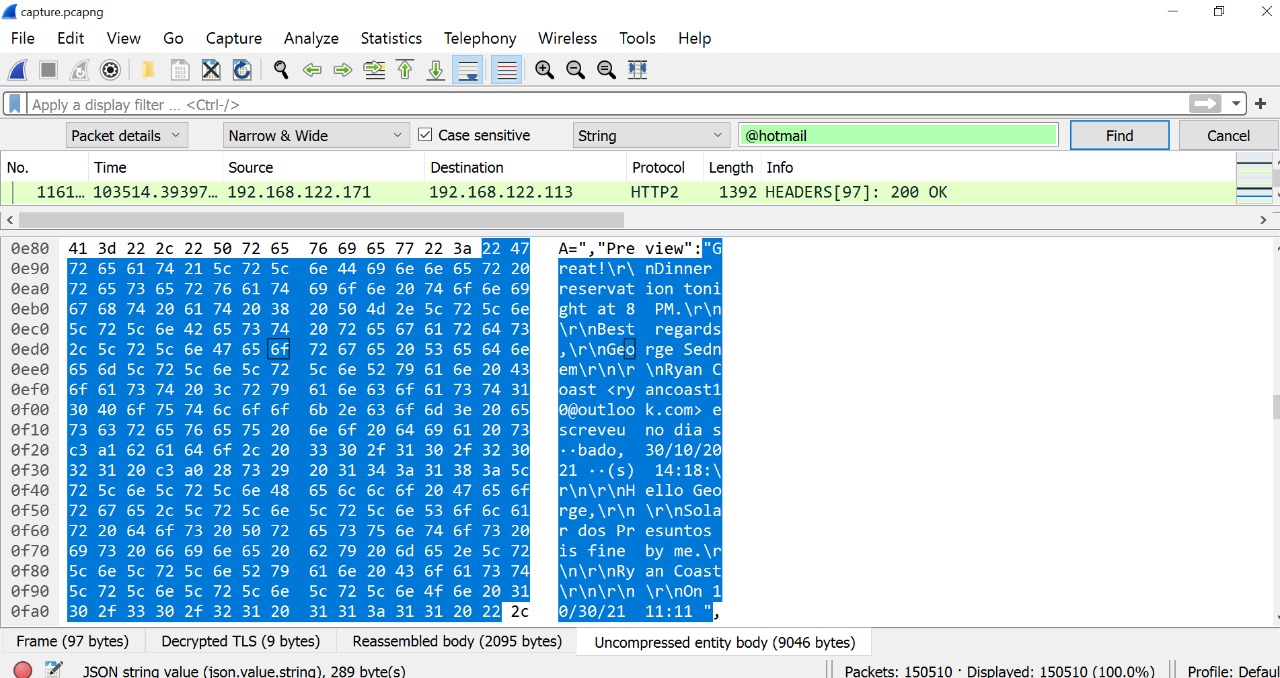 capture.pcapng
File Edit View Go Capture Analyze Statistics Telephony Wireless Tools Help
Apply a display filter ... <Ctrl-/>
Packet details Narrow & Wide Case sensitive String @hotmail Find Cancel
No. Time Source Destination Protocol Length Info
1161... 103514.39397... 192.168.122.171 192.168.122.113 HTTP2 1392 HEADERS[97]: 200 OK
0e80 41 3d 22 2c 22 50 72 65 76 69 65 77 22 3a 22 47 A=","Pre view":"G
0e90 72 65 61 74 21 5c 72 5c 6e 44 69 6e 6e 65 72 20 reat!\r\ nDinner
0ea0 72 65 73 65 72 76 61 74 69 6f 6e 20 74 6f 6e 69 reservat ion toni
0eb0 67 68 74 20 61 74 20 38 20 50 4d 2e 5c 72 5c 6e ght at 8 PM.\r\n
0ec0 5c 72 5c 6e 42 65 73 74 20 72 65 67 61 72 64 73 \r\nBest regards
0ed0 2c 5c 72 5c 6e 47 65 6f 72 67 65 20 53 65 64 6e ,\r\nGeo rge Sedn
0ee0 65 6d 5c 72 5c 6e 5c 72 5c 6e 52 79 61 6e 20 43 em\r\n\r \nRyan C
0ef0 6f 61 73 74 20 3c 72 79 61 6e 63 6f 61 73 74 31 oast <ry ancoast1
0f00 30 40 6f 75 74 6c 6f 6f 6b 2e 63 6f 6d 3e 20 65 0@outloo k.com> e
0f10 73 63 72 65 76 65 75 20 6e 6f 20 64 69 61 20 73 screveu no dia s
0f20 c3 a1 62 61 64 6f 2c 20 33 30 2f 31 30 2f 32 30 ··bado, 30/10/20
0f30 32 31 20 c3 a0 28 73 29 20 31 34 3a 31 38 3a 5c 21 ··(s) 14:18:\
0f40 72 5c 6e 5c 72 5c 6e 48 65 6c 6c 6f 20 47 65 6f r\n\r\nH ello Geo
0f50 72 67 65 2c 5c 72 5c 6e 5c 72 5c 6e 53 6f 6c 61 rge,\r\n \r\nSola
0f60 72 20 64 6f 73 20 50 72 65 73 75 6e 74 6f 73 20 r dos Pr esuntos
0f70 69 73 20 66 69 6e 65 20 62 79 20 6d 65 2e 5c 72 is fine by me.\r
0f80 5c 6e 5c 72 5c 6e 52 79 61 6e 20 43 6f 61 73 74 \n\r\nRy an Coast
0f90 5c 72 5c 6e 5c 72 5c 6e 5c 72 5c 6e 4f 6e 20 31 \r\n\r\n \r\nOn 1
0fa0 30 2f 33 30 2f 32 31 20 31 31 3a 31 31 20 22 2c 0/30/21 11:11 ",
Frame (97 bytes) Decrypted TLS (9 bytes) Reassembled body (2095 bytes) Uncompressed entity body (9046 bytes)
JSON string value (json.value.string), 289 byte(s) Packets: 150510 · Displayed: 150510 (100.0%) Profile: Defaul